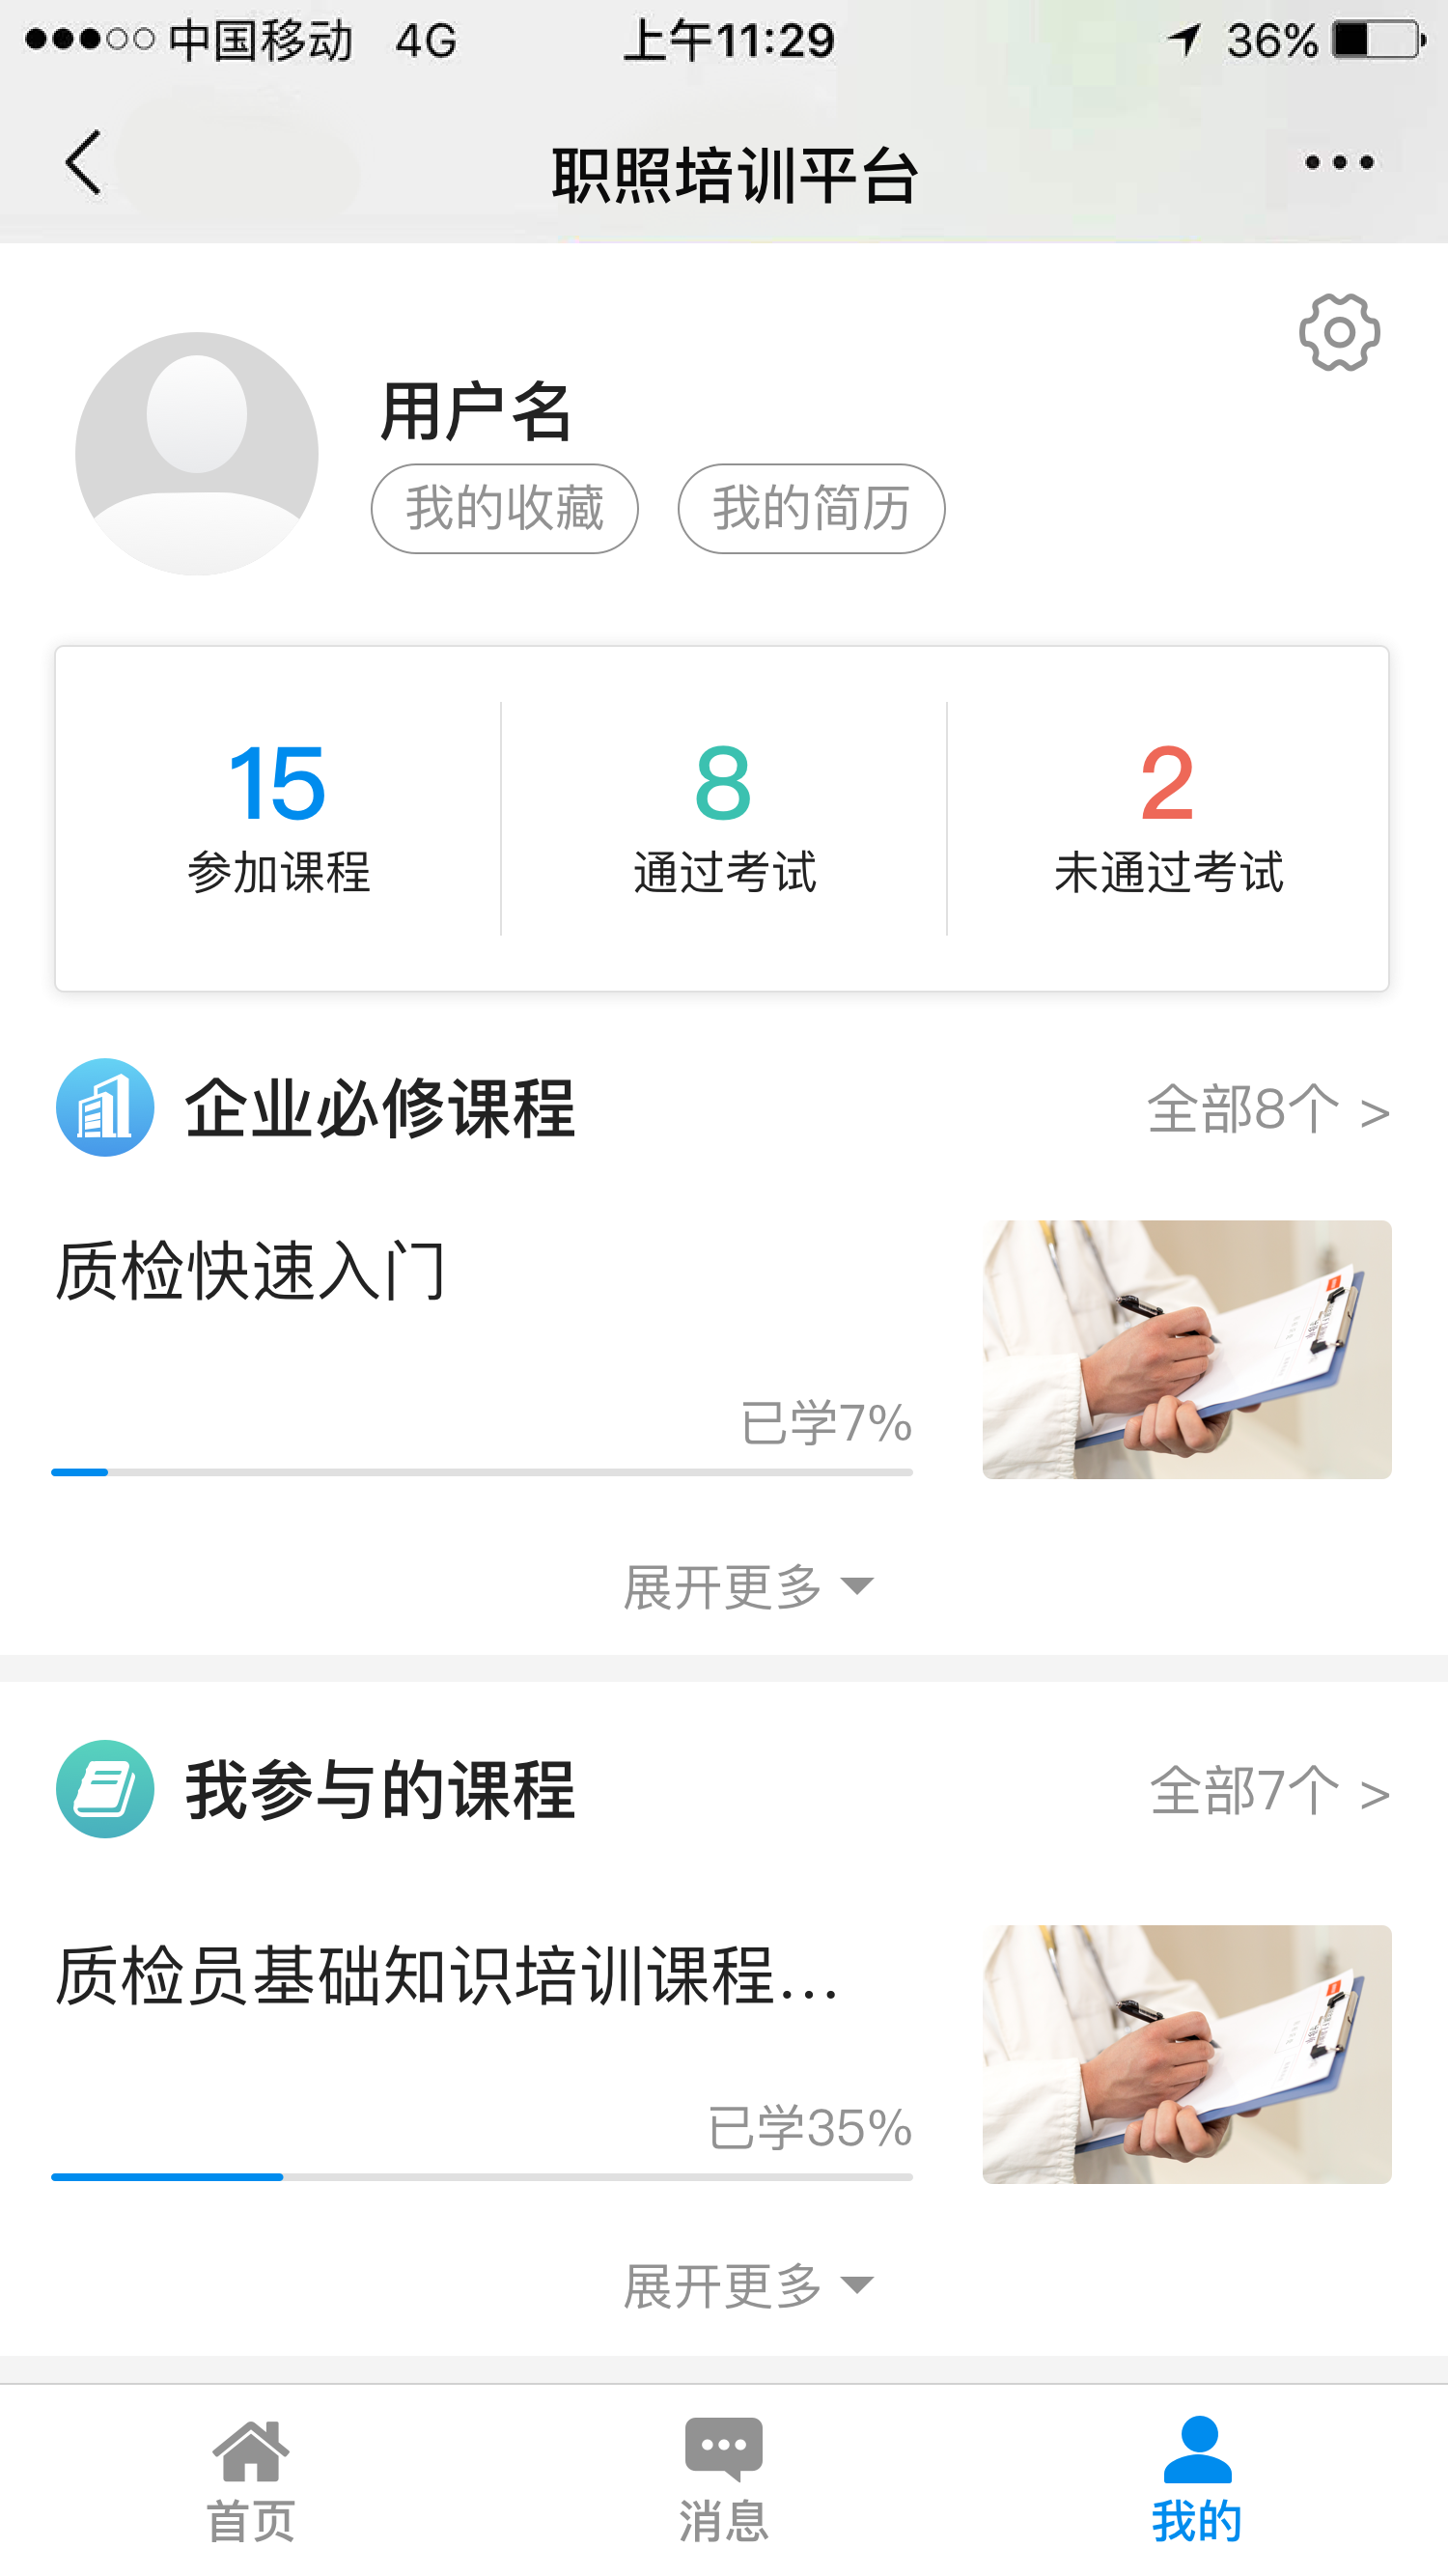 中国移动 4G 上午11:29 36%
职照培训平台
用户名
我的收藏 我的简历
15 8 2
参加课程 通过考试 未通过考试
企业必修课程 全部8个 >
质检快速入门
已学7%
展开更多
我参与的课程 全部7个 >
质检员基础知识培训课程...
已学35%
展开更多
首页 消息 我的